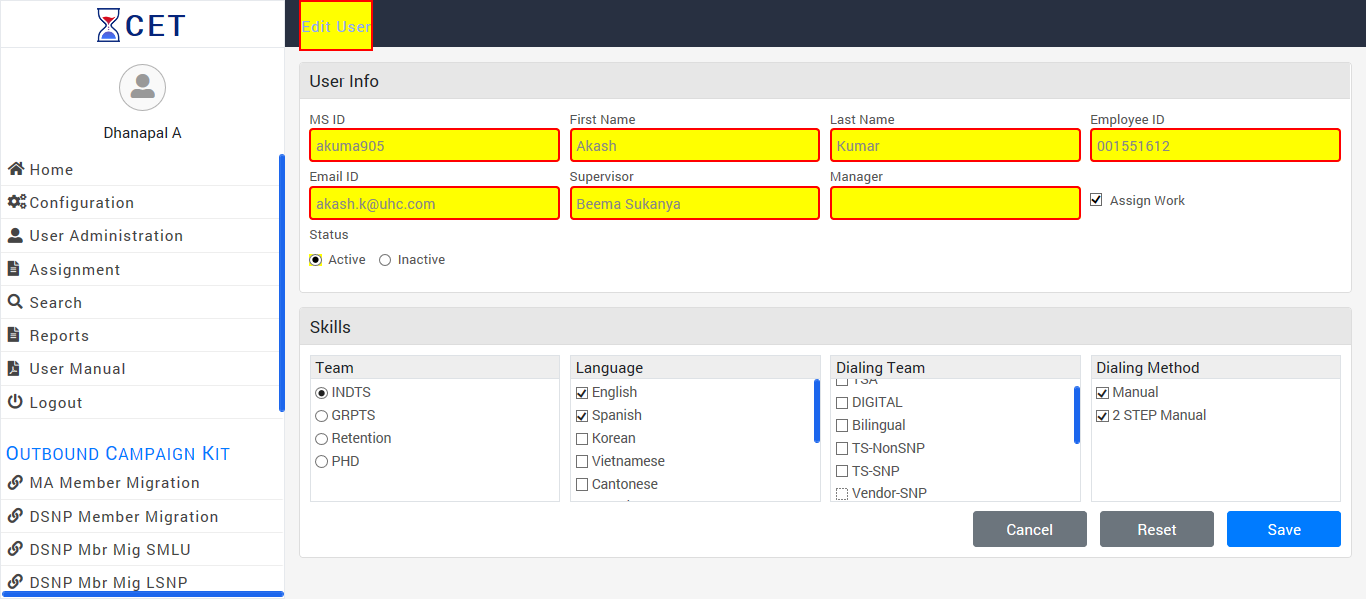 CET
Edit User
Dhanapal A
Home
Configuration
User Administration
Assignment
Search
Reports
User Manual
Logout
OUTBOUND CAMPAIGN KIT
MA Member Migration
DSNP Member Migration
DSNP Mbr Mig SMLU
DSNP Mbr Mig LSNP
User Info
MS ID First Name Last Name Employee ID
akuma905 Akash Kumar 001551612
Email ID Supervisor Manager
akash.k@uhc.com Beema Sukanya Assign Work
Status
Active Inactive
Skills
Team Language Dialing Team Dialing Method
INDTS
GRPTS
Retention
PHD
English
Spanish
Korean
Vietnamese
Cantonese
TSA
DIGITAL
Bilingual
TS-NonSNP
TS-SNP
Vendor-SNP
Manual
2 STEP Manual
Cancel Reset Save